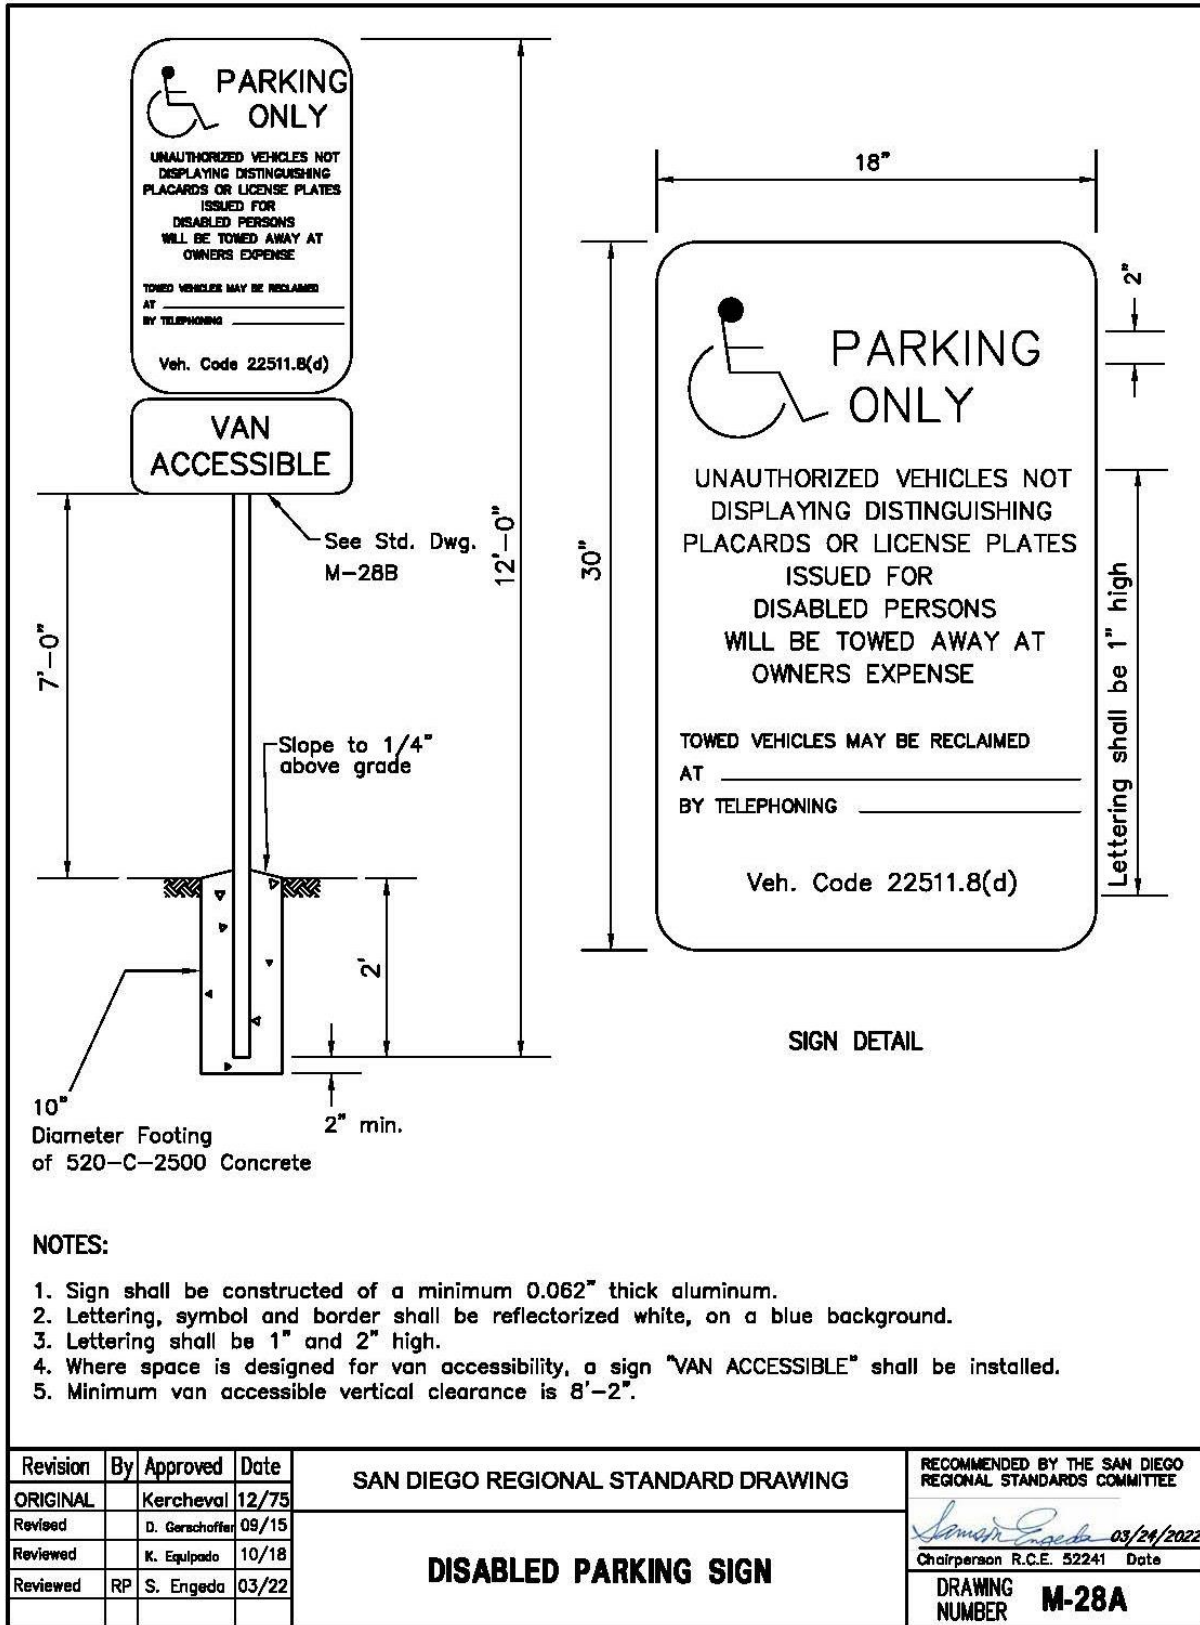 PARKING
ONLY
UNAUTHORIZED VEHICLES NOT
DISPLAYING DISTINGUISHING
PLACARDS OR LICENSE PLATES
ISSUED FOR
DISABLED PERSONS
WILL BE TOWED AWAY AT
OWNERS EXPENSE
TOWED VEHICLES MAY BE RECLAIMED
AT
BY TELEPHONING
Veh. Code 22511.8(d)
VAN
ACCESSIBLE
See Std. Dwg.
M-28B
12'-0"
7'-0"
Slope to 1/4"
above grade
2'
2" min.
10"
Diameter Footing
of 520-C-2500 Concrete
18"
30"
2"
Lettering shall be 1" high
PARKING
ONLY
UNAUTHORIZED VEHICLES NOT
DISPLAYING DISTINGUISHING
PLACARDS OR LICENSE PLATES
ISSUED FOR
DISABLED PERSONS
WILL BE TOWED AWAY AT
OWNERS EXPENSE
TOWED VEHICLES MAY BE RECLAIMED
AT
BY TELEPHONING
Veh. Code 22511.8(d)
SIGN DETAIL
NOTES:
1. Sign shall be constructed of a minimum 0.062" thick aluminum.
2. Lettering, symbol and border shall be reflectorized white, on a blue background.
3. Lettering shall be 1" and 2" high.
4. Where space is designed for van accessibility, a sign "VAN ACCESSIBLE" shall be installed.
5. Minimum van accessible vertical clearance is 8'-2".
Revision By Approved Date
ORIGINAL Kercheval 12/75
Revised D. Gerschoffer 09/15
Reviewed K. Equipado 10/18
Reviewed RP S. Engeda 03/22
SAN DIEGO REGIONAL STANDARD DRAWING
DISABLED PARKING SIGN
RECOMMENDED BY THE SAN DIEGO
REGIONAL STANDARDS COMMITTEE
Samson Engeda 03/24/2022
Chairperson R.C.E. 52241 Date
DRAWING
NUMBER M-28A